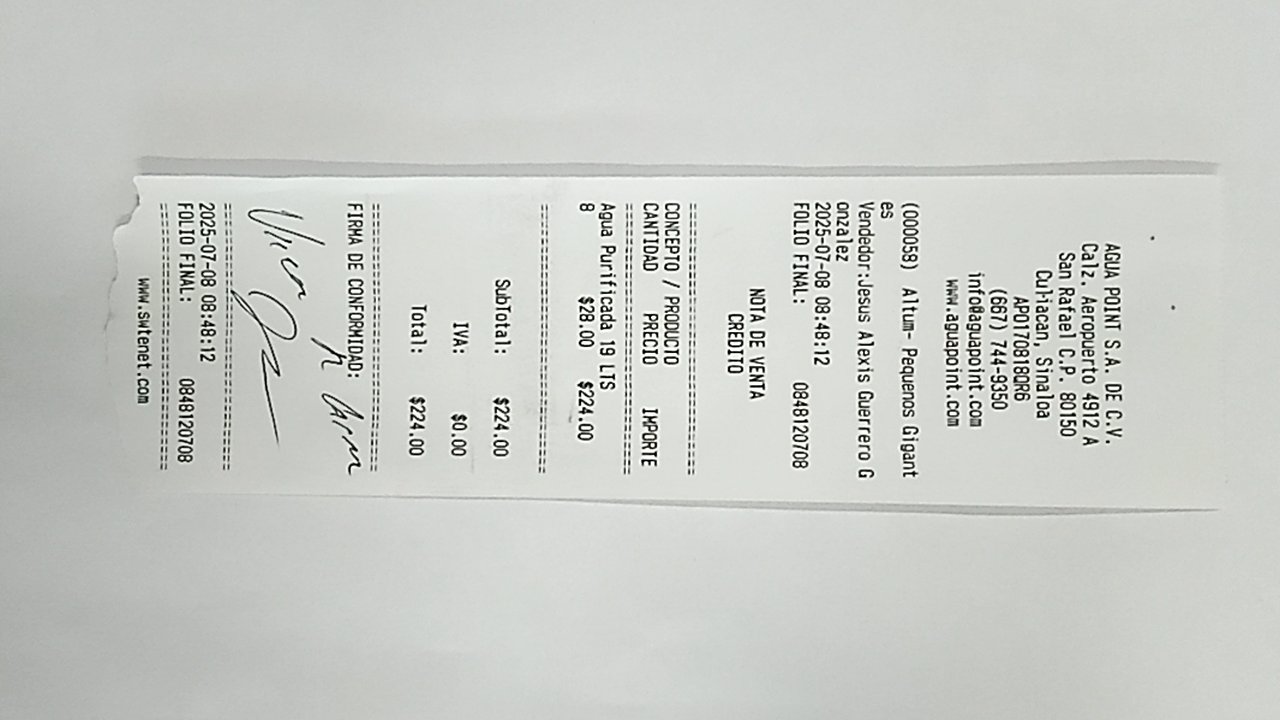 AGUA POINT S.A. DE C.V.
Calz. Aeropuerto 4912 A
San Rafael C.P. 80150
Culiacan, Sinaloa
APO170818QR6
(667) 744-9350
info@aguapoint.com
www.aguapoint.com
(000058) 2 Altum- Pequenos Gigant
es
Vendedor:Jesus Alexis Guerrero G
onzalez
2025-07-08 08:48:12
FOLIO FINAL: 0848120708
NOTA DE VENTA
CREDITO
================================
CONCEPTO / PRODUCTO
CANTIDAD PRECIO IMPORTE
================================
Agua Purificada 19 LTS
8 $28.00 $224.00
================================
SubTotal: $224.00
IVA: $0.00
Total: $224.00
================================
FIRMA DE CONFORMIDAD:
================================
2025-07-08 08:48:12
FOLIO FINAL: 0848120708
================================
www.swtenet.com